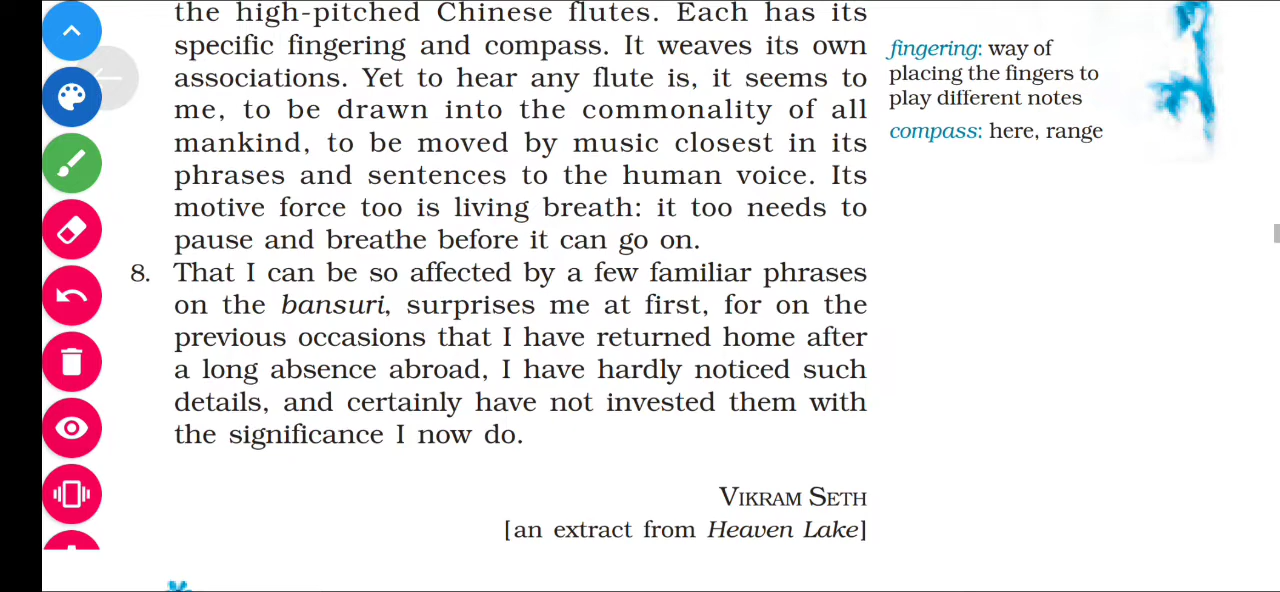 the high-pitched Chinese flutes. Each has its
specific fingering and compass. It weaves its own
associations. Yet to hear any flute is, it seems to
me, to be drawn into the commonality of all
mankind, to be moved by music closest in its
phrases and sentences to the human voice. Its
motive force too is living breath: it too needs to
pause and breathe before it can go on.
8. That I can be so affected by a few familiar phrases
on the bansuri, surprises me at first, for on the
previous occasions that I have returned home after
a long absence abroad, I have hardly noticed such
details, and certainly have not invested them with
the significance I now do.
VIKRAM SETH
[an extract from Heaven Lake]
fingering: way of
placing the fingers to
play different notes
compass: here, range